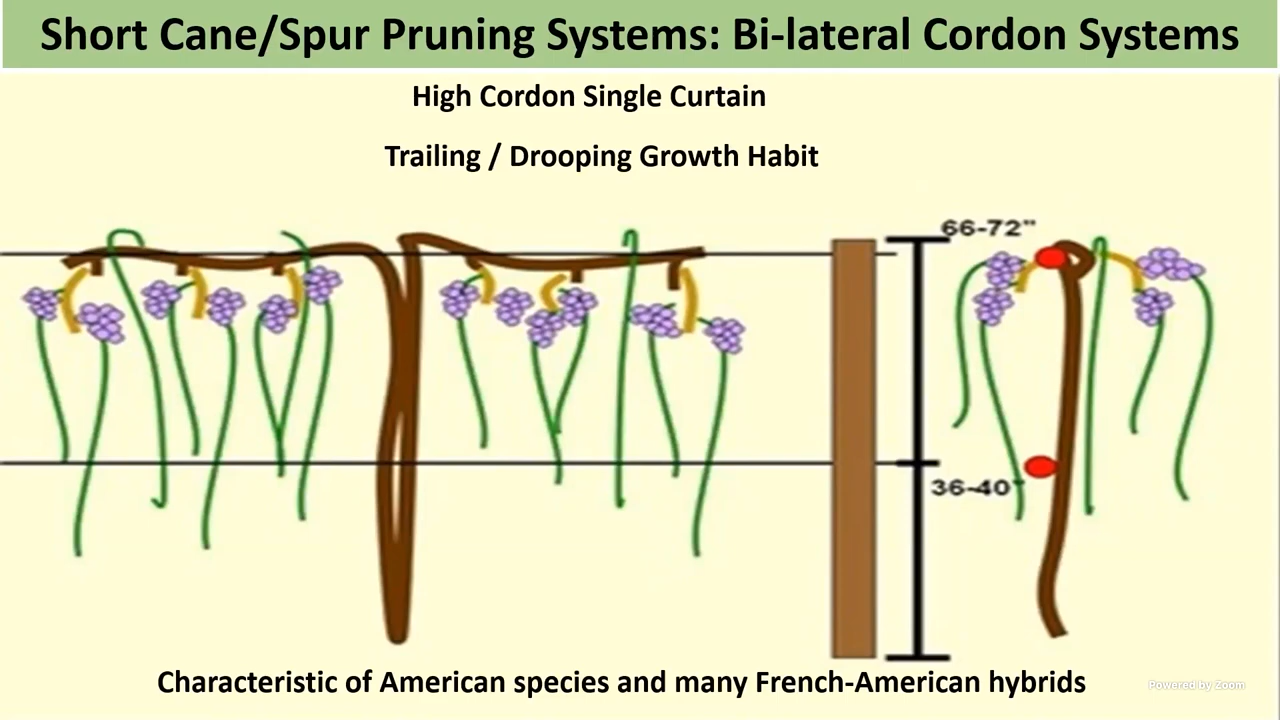 Short Cane/Spur Pruning Systems: Bi-lateral Cordon Systems
High Cordon Single Curtain
Trailing / Drooping Growth Habit
66-72"
36-40"
Characteristic of American species and many French-American hybrids
Powered by Zoom